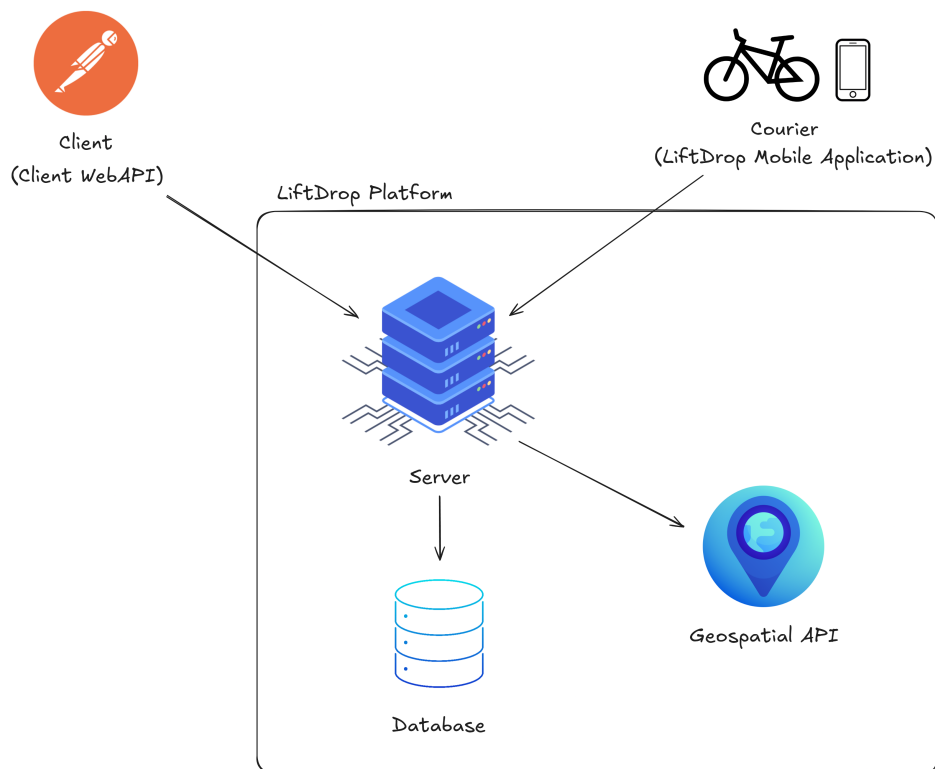 Client
(Client WebAPI)
Courier
(LiftDrop Mobile Application)
LiftDrop Platform
Server
Geospatial API
Database